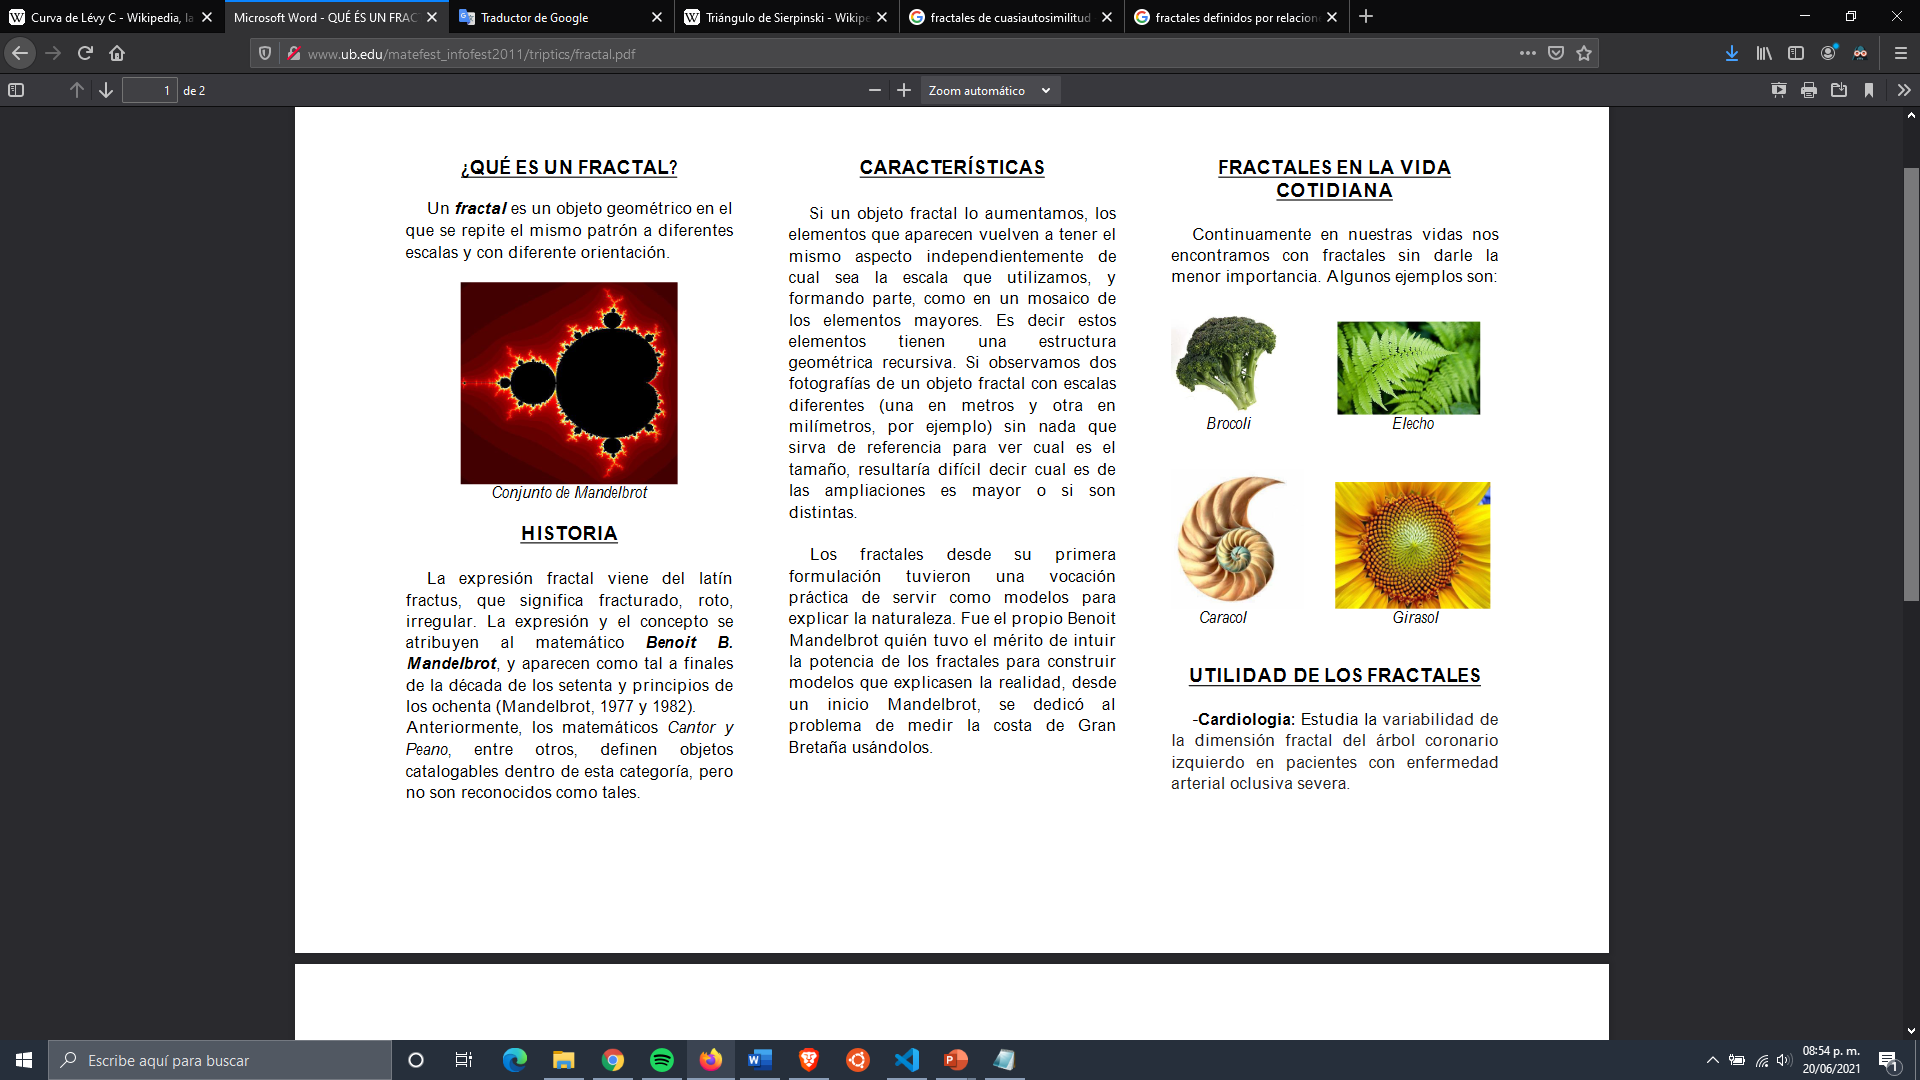 Curva de Lévy C - Wikipedia, la
Microsoft Word - QUÉ ÉS UN FRAC
Traductor de Google
Triángulo de Sierpinski - Wikipe
fractales de cuasiautosimilitud
fractales definidos por relacion
www.ub.edu/matefest_infofest2011/triptics/fractal.pdf
1 de 2
Zoom automático
¿QUÉ ES UN FRACTAL?
Un fractal es un objeto geométrico en el
que se repite el mismo patrón a diferentes
escalas y con diferente orientación.
Conjunto de Mandelbrot
HISTORIA
La expresión fractal viene del latín
fractus, que significa fracturado, roto,
irregular. La expresión y el concepto se
atribuyen al matemático Benoit B.
Mandelbrot, y aparecen como tal a finales
de la década de los setenta y principios de
los ochenta (Mandelbrot, 1977 y 1982).
Anteriormente, los matemáticos Cantor y
Peano, entre otros, definen objetos
catalogables dentro de esta categoría, pero
no son reconocidos como tales.
CARACTERÍSTICAS
Si un objeto fractal lo aumentamos, los
elementos que aparecen vuelven a tener el
mismo aspecto independientemente de
cual sea la escala que utilizamos, y
formando parte, como en un mosaico de
los elementos mayores. Es decir estos
elementos tienen una estructura
geométrica recursiva. Si observamos dos
fotografías de un objeto fractal con escalas
diferentes (una en metros y otra en
milímetros, por ejemplo) sin nada que
sirva de referencia para ver cual es el
tamaño, resultaría difícil decir cual es de
las ampliaciones es mayor o si son
distintas.
Los fractales desde su primera
formulación tuvieron una vocación
práctica de servir como modelos para
explicar la naturaleza. Fue el propio Benoit
Mandelbrot quién tuvo el mérito de intuir
la potencia de los fractales para construir
modelos que explicasen la realidad, desde
un inicio Mandelbrot, se dedicó al
problema de medir la costa de Gran
Bretaña usándolos.
FRACTALES EN LA VIDA
COTIDIANA
Continuamente en nuestras vidas nos
encontramos con fractales sin darle la
menor importancia. Algunos ejemplos son:
Brocoli
Elecho
Caracol
Girasol
UTILIDAD DE LOS FRACTALES
-Cardiologia: Estudia la variabilidad de
la dimensión fractal del árbol coronario
izquierdo en pacientes con enfermedad
arterial oclusiva severa.
Escribe aquí para buscar
08:54 p. m.
20/06/2021
1